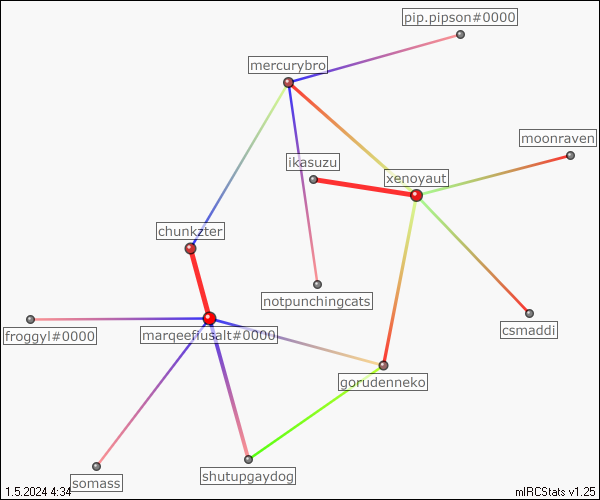 pip.pipson#0000
mercurybro
moonraven
ikasuzu
xenoyaut
chunkzter
notpunchingcats
csmaddi
froggyl#0000
marqeefiusalt#0000
gorudenneko
somass
shutupgaydog
1.5.2024 4:34
mIRCStats v1.25